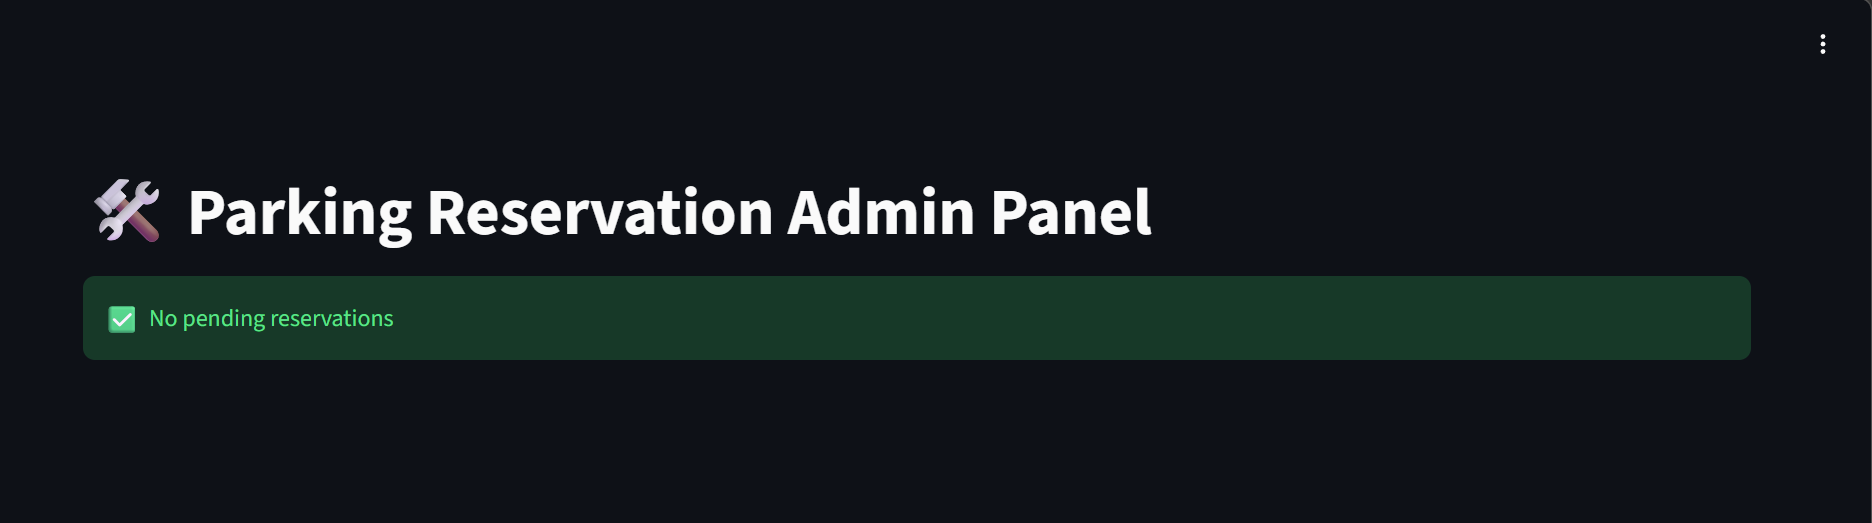 🛠️ Parking Reservation Admin Panel
✅ No pending reservations